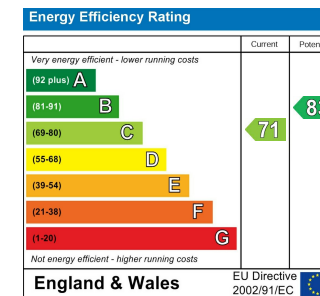 Energy Efficiency Rating
Current
Very energy efficient - lower running costs
(92 plus) A
(81-91) B
(69-80) C
71
(55-68) D
(39-54) E
(21-38) F
(1-20) G
Not energy efficient - higher running costs
England & Wales
EU Directive
2002/91/EC